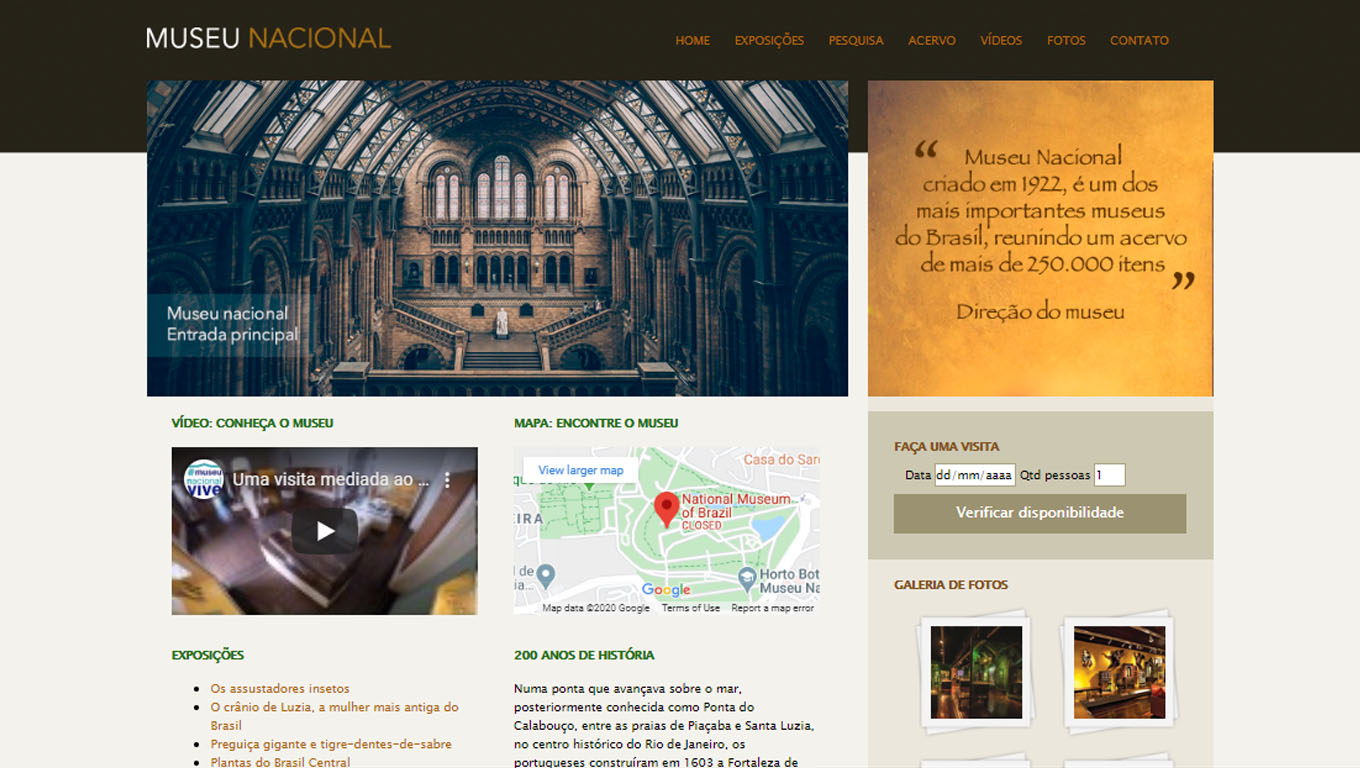 MUSEU NACIONAL
HOME EXPOSIÇÕES PESQUISA ACERVO VÍDEOS FOTOS CONTATO
Museu nacional
Entrada principal
“ Museu Nacional
criado em 1922, é um dos
mais importantes museus
do Brasil, reunindo um acervo
de mais de 250.000 itens ”
Direção do museu
VÍDEO: CONHEÇA O MUSEU
#museu
nacional
vive
Uma visita mediada ao ...
MAPA: ENCONTRE O MUSEU
View larger map
Casa do
National Museum
of Brazil
CLOSED
EIRA
Horto Bot
Museu Na
Google
Map data ©2020 Google Terms of Use Report a map error
FAÇA UMA VISITA
Data dd/mm/aaaa Qtd pessoas 1
Verificar disponibilidade
GALERIA DE FOTOS
EXPOSIÇÕES
Os assustadores insetos
O crânio de Luzia, a mulher mais antiga do
Brasil
Preguiça gigante e tigre-dentes-de-sabre
Plantas do Brasil Central
200 ANOS DE HISTÓRIA
Numa ponta que avançava sobre o mar,
posteriormente conhecida como Ponta do
Calabouço, entre as praias de Piaçaba e Santa Luzia,
no centro histórico do Rio de Janeiro, os
portugueses construíram em 1603 a Fortaleza de